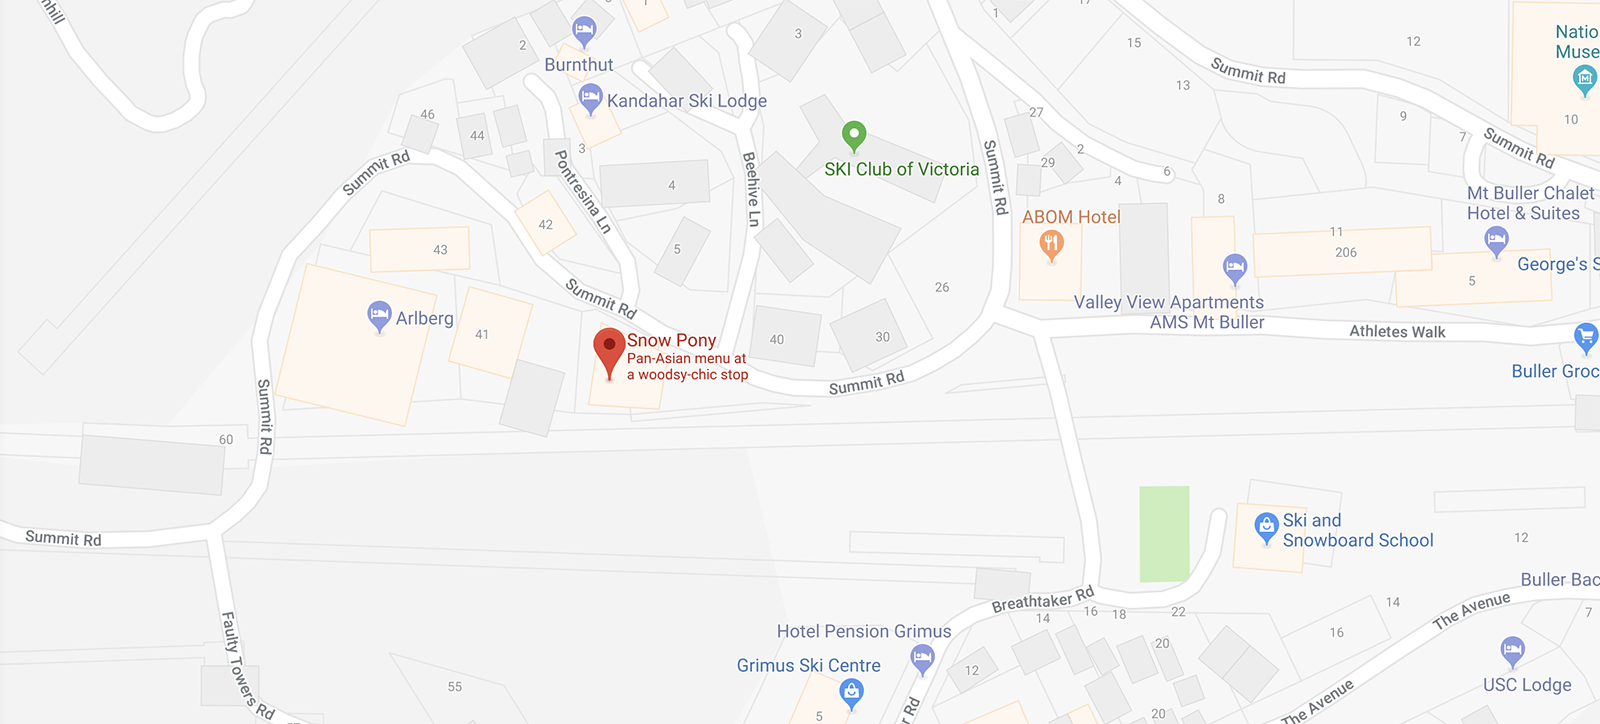 nhill
2
Burnthut
1
3
1
17
15
12
Summit Rd
13
Natio
Muse
10
9
7
Summit Rd
Kandahar Ski Lodge
46
44
3
Summit Rd
Pontresina Ln
4
Beehive Ln
SKI Club of Victoria
Summit Rd
27
2
29
4
6
8
Mt Buller Chalet
Hotel & Suites
ABOM Hotel
42
43
5
11
206
5
George's S
26
Summit Rd
Arlberg
41
Snow Pony
Pan-Asian menu at
a woodsy-chic stop
40
30
Valley View Apartments
AMS Mt Buller
Athletes Walk
Buller Groc
Summit Rd
Summit Rd
60
Summit Rd
Ski and
Snowboard School
12
Buller Bac
Breathtaker Rd
14
16
18
22
14
The Avenue
7
16
Faulty Towers Rd
Hotel Pension Grimus
Grimus Ski Centre
12
20
55
5
r Rd
20
The Avenue
USC Lodge